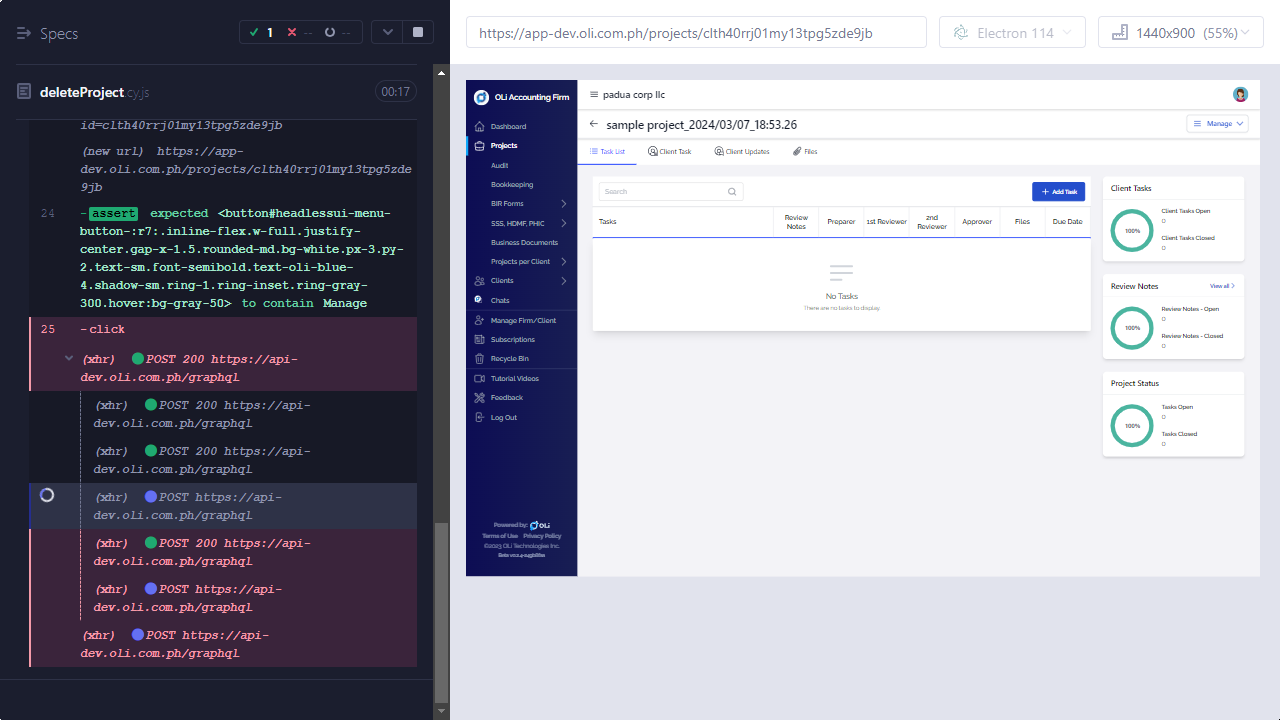 Specs
1
--
--
deleteProject.cy.js
00:17
id=clth40rrj01my13tpg5zde9jb
(new url) https://app-
dev.oli.com.ph/projects/clth40rrj01my13tpg5zde
9jb
24
-assert expected <button#headlessui-menu-
button-:r7:.inline-flex.w-full.justify-
center.gap-x-1.5.rounded-md.bg-white.px-3.py-
2.text-sm.font-semibold.text-oli-blue-
4.shadow-sm.ring-1.ring-inset.ring-gray-
300.hover:bg-gray-50> to contain Manage
25
-click
(xhr) POST 200 https://api-
dev.oli.com.ph/graphql
(xhr) POST 200 https://api-
dev.oli.com.ph/graphql
(xhr) POST 200 https://api-
dev.oli.com.ph/graphql
(xhr) POST https://api-
dev.oli.com.ph/graphql
(xhr) POST 200 https://api-
dev.oli.com.ph/graphql
(xhr) POST https://api-
dev.oli.com.ph/graphql
(xhr) POST https://api-
dev.oli.com.ph/graphql
https://app-dev.oli.com.ph/projects/clth40rrj01my13tpg5zde9jb
Electron 114
1440x900 (55%)
OLi Accounting Firm
Dashboard
Projects
Audit
Bookkeeping
BIR Forms
SSS, HDMF, PHIC
Business Documents
Projects per Client
Clients
Chats
Manage Firm/Client
Subscriptions
Recycle Bin
Tutorial Videos
Feedback
Log Out
Powered by: OLi
Terms of Use Privacy Policy
©2023 OLi Technologies Inc.
padua corp llc
sample project_2024/03/07_18:53.26
Manage
Task List
Client Task
Client Updates
Files
Search
Add Task
Tasks
Review Notes
Preparer
1st Reviewer
2nd Reviewer
Approver
Files
Due Date
No Tasks
There are no tasks to display
Client Tasks
100%
Client Tasks Open
0
Client Tasks Closed
0
Review Notes
View all
100%
Review Notes - Open
0
Review Notes - Closed
0
Project Status
100%
Tasks Open
0
Tasks Closed
0